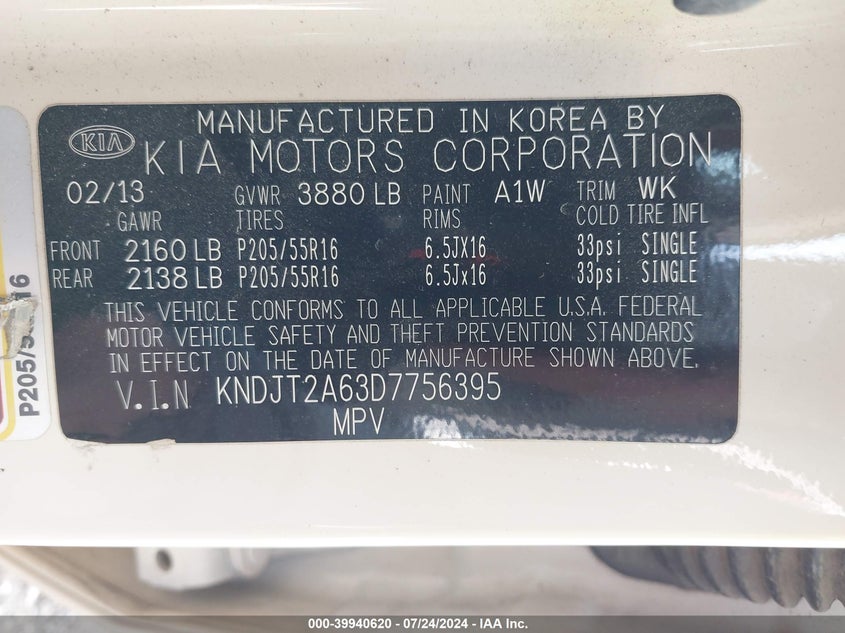 MANUFACTURED IN KOREA BY
KIA
KIA MOTORS CORPORATION
02/13 GVWR 3880 LB PAINT A1W TRIM WK
GAWR TIRES RIMS COLD TIRE INFL
FRONT 2160 LB P205/55R16 6.5JX16 33psi SINGLE
REAR 2138 LB P205/55R16 6.5Jx16 33psi SINGLE
THIS VEHICLE CONFORMS TO ALL APPLICABLE U.S.A. FEDERAL
MOTOR VEHICLE SAFETY AND THEFT PREVENTION STANDARDS
IN EFFECT ON THE DATE OF MANUFACTURE SHOWN ABOVE.
V.I.N KNDJT2A63D7756395
MPV
000-39940620 - 07/24/2024 - IAA Inc.